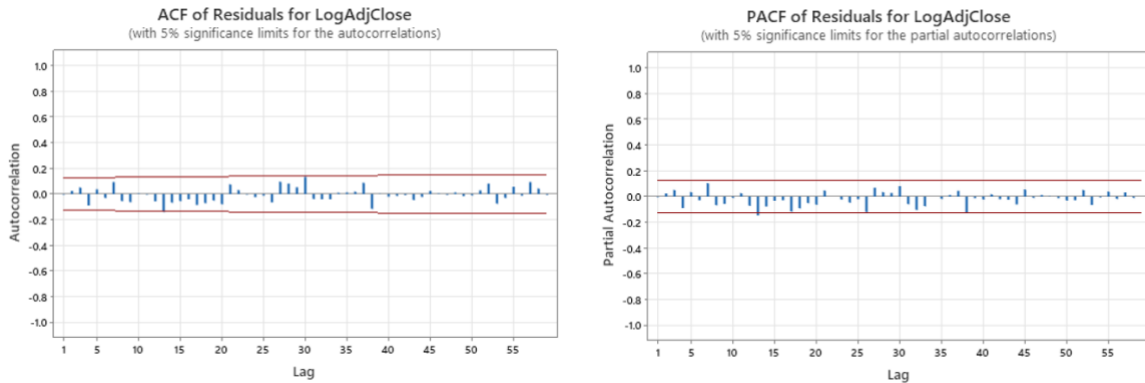 ACF of Residuals for LogAdjClose
(with 5% significance limits for the autocorrelations)
1.0
0.8
0.6
0.4
0.2
0.0
-0.2
-0.4
-0.6
-0.8
-1.0
Autocorrelation
1 5 10 15 20 25 30 35 40 45 50 55
Lag
PACF of Residuals for LogAdjClose
(with 5% significance limits for the partial autocorrelations)
1.0
0.8
0.6
0.4
0.2
0.0
-0.2
-0.4
-0.6
-0.8
-1.0
Partial Autocorrelation
1 5 10 15 20 25 30 35 40 45 50 55
Lag